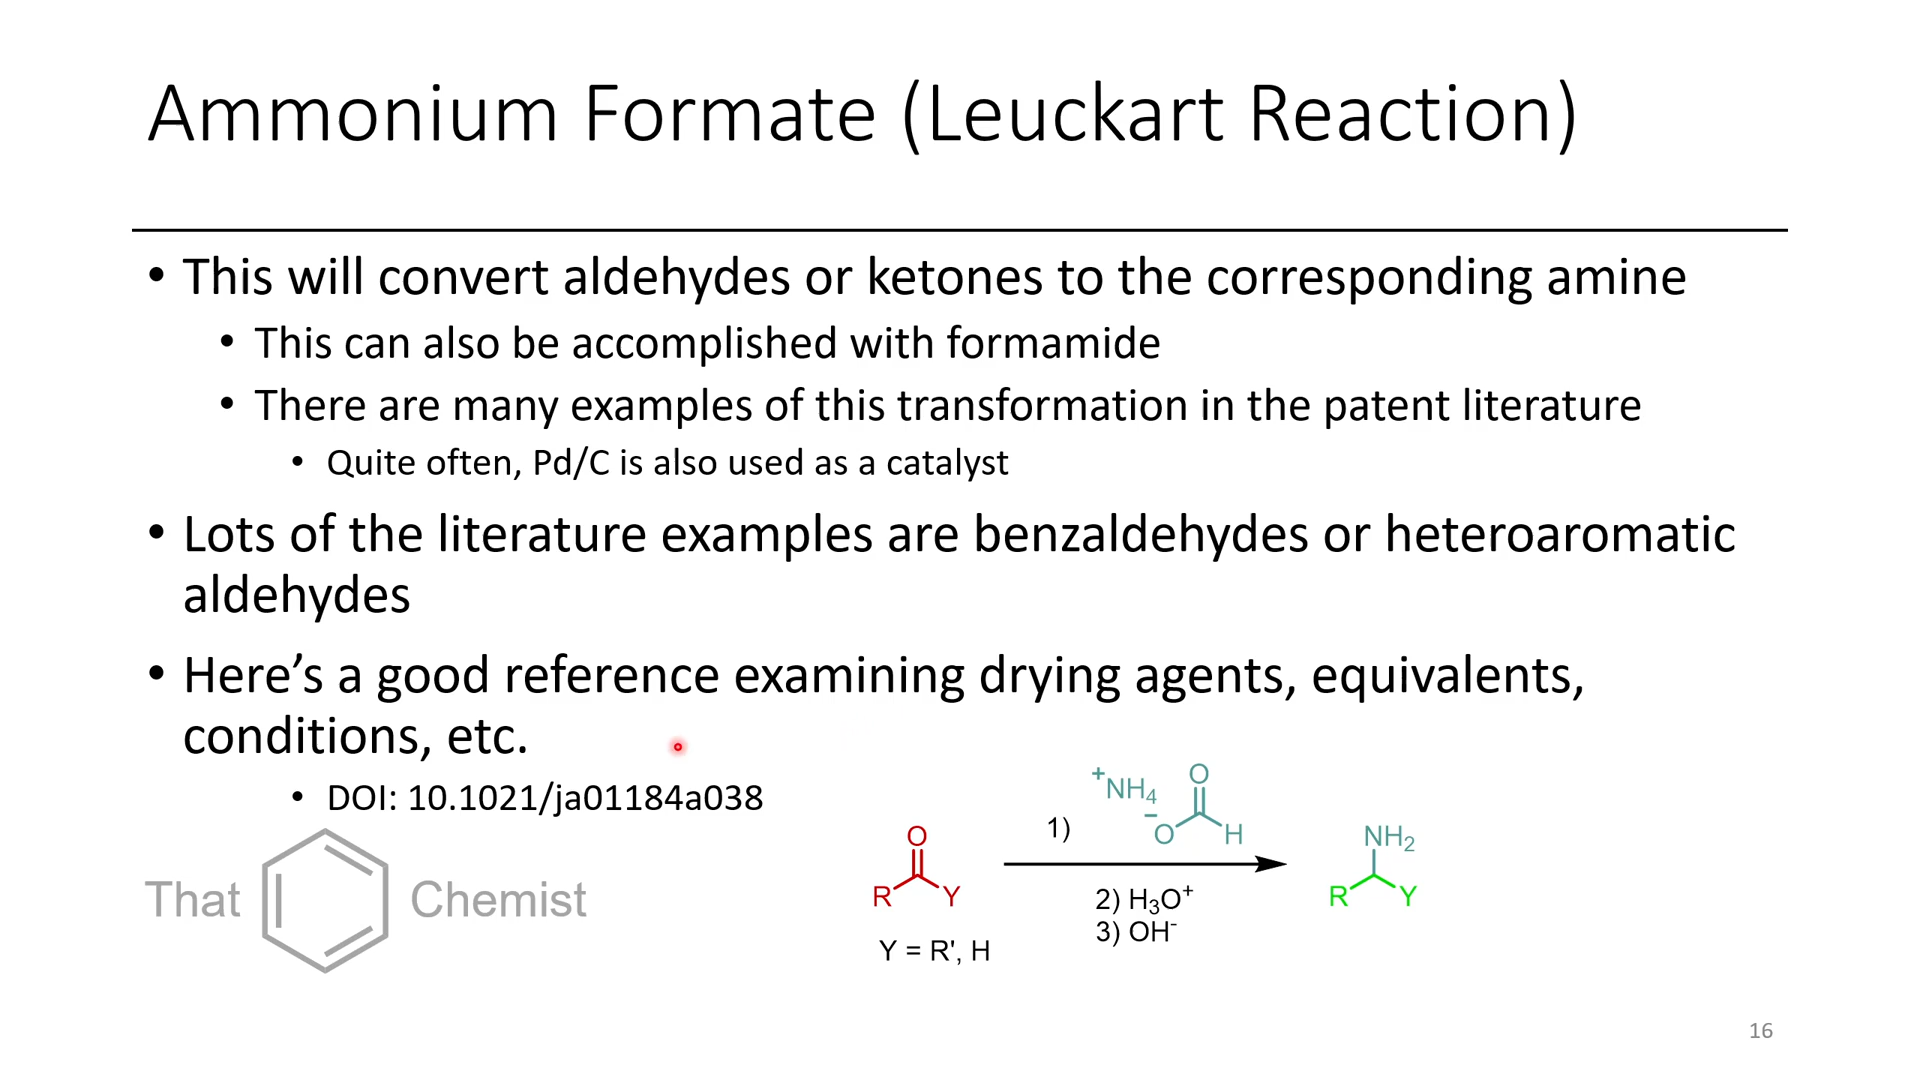 Ammonium Formate (Leuckart Reaction)
• This will convert aldehydes or ketones to the corresponding amine
• This can also be accomplished with formamide
• There are many examples of this transformation in the patent literature
• Quite often, Pd/C is also used as a catalyst
• Lots of the literature examples are benzaldehydes or heteroaromatic
aldehydes
• Here’s a good reference examining drying agents, equivalents,
conditions, etc.
• DOI: 10.1021/ja01184a038
That Chemist
O
R Y
Y = R', H
1)
+NH₄ O
⁻O H
2) H₃O⁺
3) OH⁻
NH₂
R Y
16